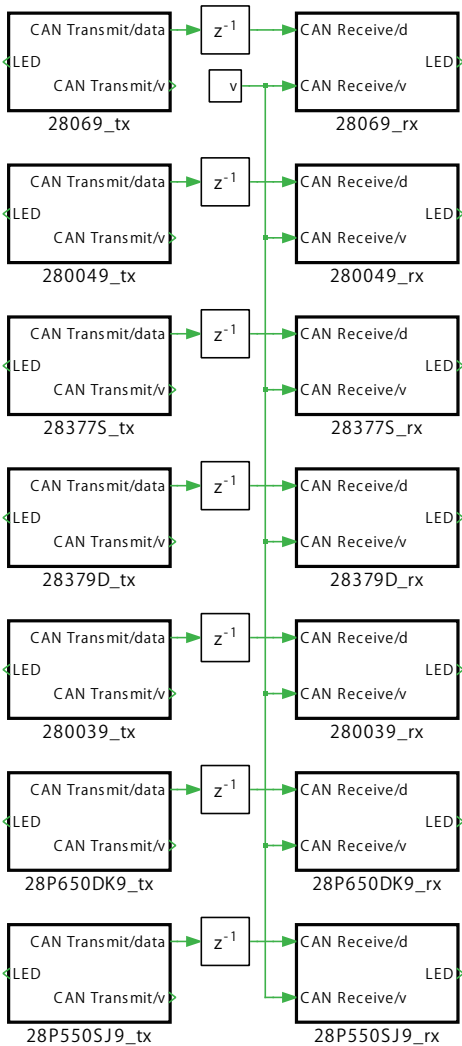 CAN Transmit/data z-1 CAN Receive/d
LED LED
CAN Transmit/v v CAN Receive/v
28069_tx 28069_rx
CAN Transmit/data z-1 CAN Receive/d
LED LED
CAN Transmit/v CAN Receive/v
280049_tx 280049_rx
CAN Transmit/data z-1 CAN Receive/d
LED LED
CAN Transmit/v CAN Receive/v
28377S_tx 28377S_rx
CAN Transmit/data z-1 CAN Receive/d
LED LED
CAN Transmit/v CAN Receive/v
28379D_tx 28379D_rx
CAN Transmit/data z-1 CAN Receive/d
LED LED
CAN Transmit/v CAN Receive/v
280039_tx 280039_rx
CAN Transmit/data z-1 CAN Receive/d
LED LED
CAN Transmit/v CAN Receive/v
28P650DK9_tx 28P650DK9_rx
CAN Transmit/data z-1 CAN Receive/d
LED LED
CAN Transmit/v CAN Receive/v
28P550SJ9_tx 28P550SJ9_rx